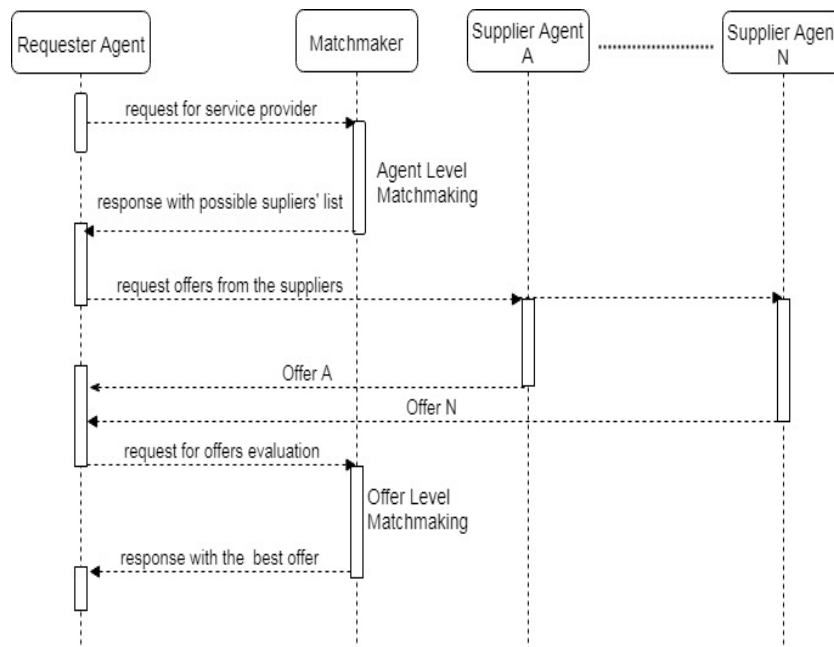 Requester Agent
Matchmaker
Supplier Agent
A
Supplier Agent
N
request for service provider
Agent Level
Matchmaking
response with possible supliers' list
request offers from the suppliers
Offer A
Offer N
request for offers evaluation
Offer Level
Matchmaking
response with the best offer